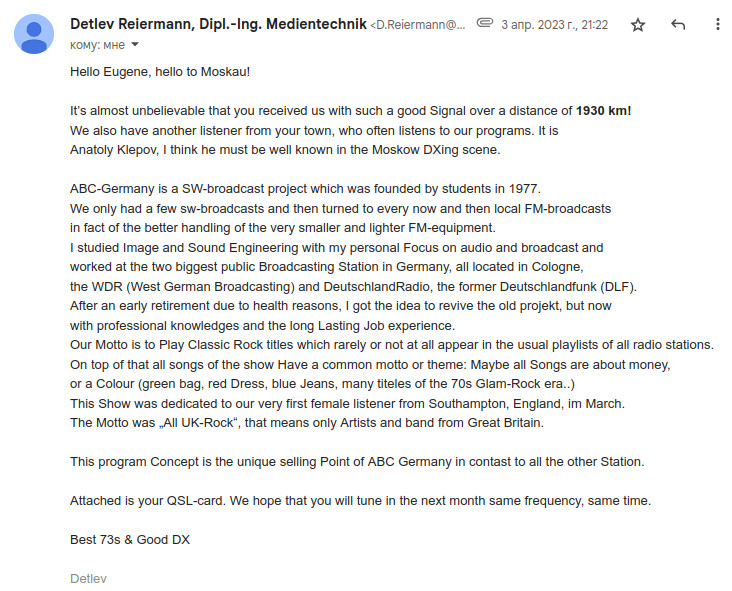 Detlev Reiermann, Dipl.-Ing. Medientechnik <D.Reiermann@... 3 апр. 2023 г., 21:22
кому: мне
Hello Eugene, hello to Moskau!
It's almost unbelievable that you received us with such a good Signal over a distance of 1930 km!
We also have another listener from your town, who often listens to our programs. It is
Anatoly Klepov, I think he must be well known in the Moskow DXing scene.
ABC-Germany is a SW-broadcast project which was founded by students in 1977.
We only had a few sw-broadcasts and then turned to every now and then local FM-broadcasts
in fact of the better handling of the very smaller and lighter FM-equipment.
I studied Image and Sound Engineering with my personal Focus on audio and broadcast and
worked at the two biggest public Broadcasting Station in Germany, all located in Cologne,
the WDR (West German Broadcasting) and DeutschlandRadio, the former Deutschlandfunk (DLF).
After an early retirement due to health reasons, I got the idea to revive the old projekt, but now
with professional knowledges and the long Lasting Job experience.
Our Motto is to Play Classic Rock titles which rarely or not at all appear in the usual playlists of all radio stations.
On top of that all songs of the show Have a common motto or theme: Maybe all Songs are about money,
or a Colour (green bag, red Dress, blue Jeans, many titeles of the 70s Glam-Rock era..)
This Show was dedicated to our very first female listener from Southampton, England, im March.
The Motto was „All UK-Rock“, that means only Artists and band from Great Britain.
This program Concept is the unique selling Point of ABC Germany in contast to all the other Station.
Attached is your QSL-card. We hope that you will tune in the next month same frequency, same time.
Best 73s & Good DX
Detlev